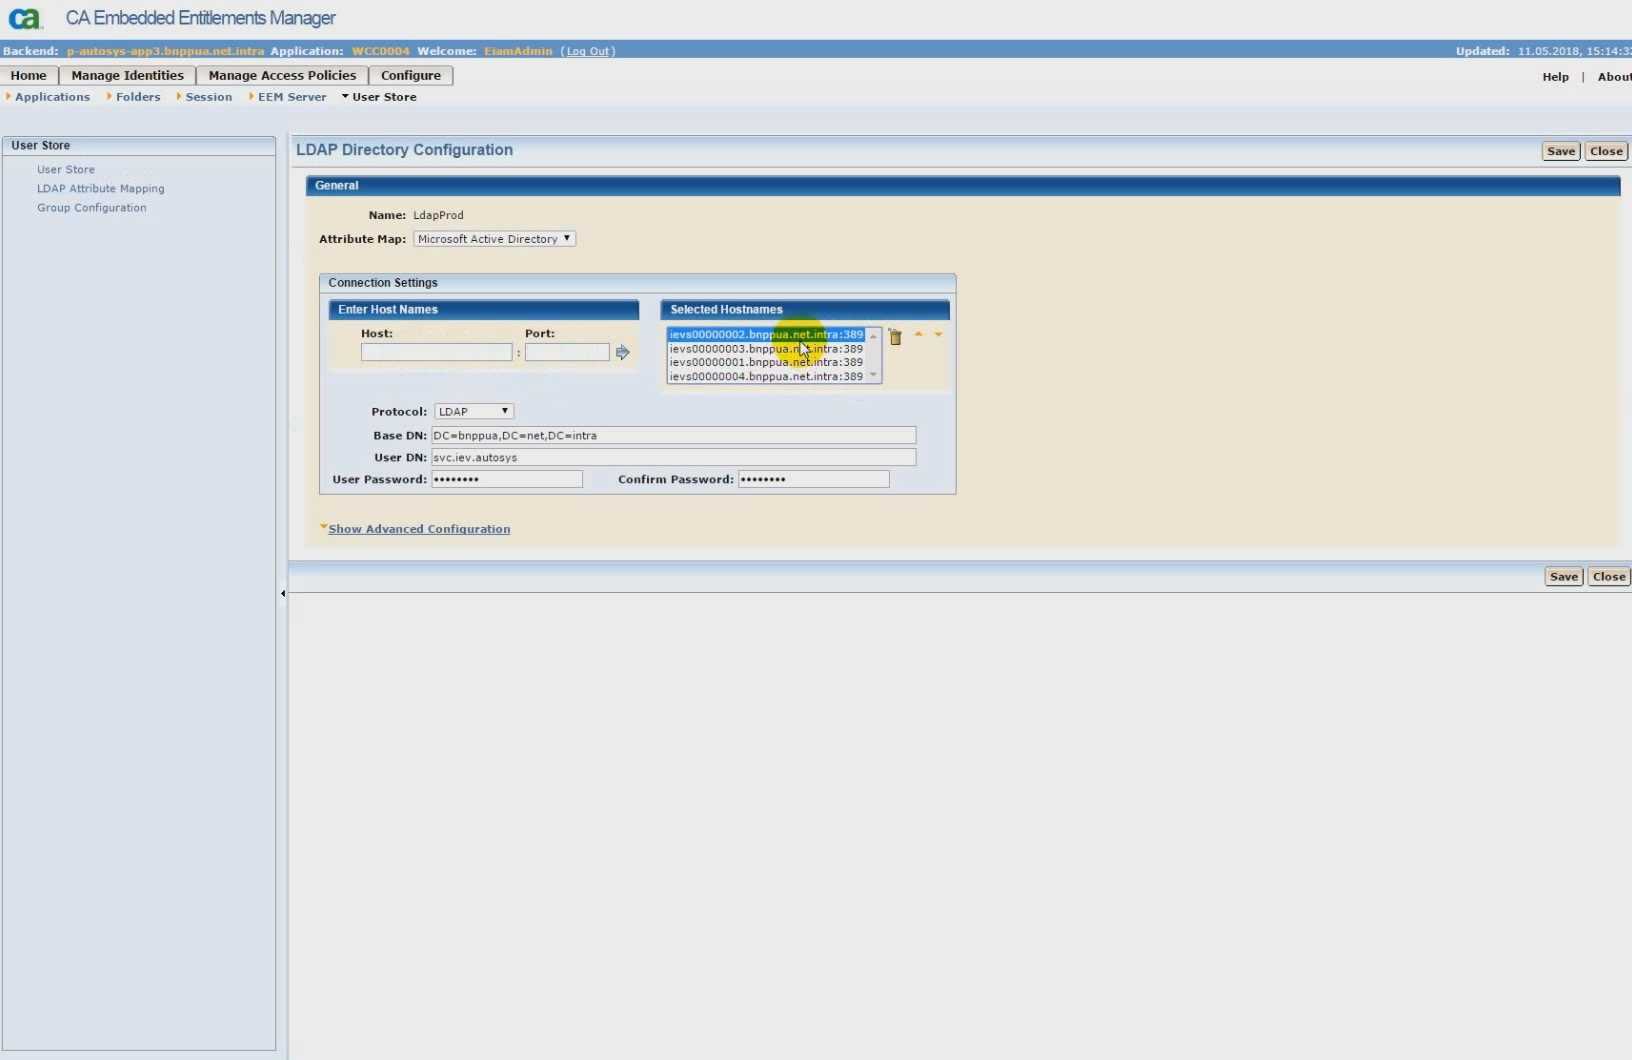 ca CA Embedded Entitlements Manager
Backend: p-autosys-app3.bnppua.net.intra Application: WCC0004 Welcome: EiamAdmin (Log Out) Updated: 11.05.2018, 15:14:3
Home Manage Identities Manage Access Policies Configure Help | About
Applications Folders Session EEM Server User Store
User Store
User Store
LDAP Attribute Mapping
Group Configuration
LDAP Directory Configuration Save Close
General
Name: LdapProd
Attribute Map: Microsoft Active Directory
Connection Settings
Enter Host Names Selected Hostnames
Host: Port:
:
ievs00000002.bnppua.net.intra:389
ievs00000003.bnppua.net.intra:389
ievs00000001.bnppua.net.intra:389
ievs00000004.bnppua.net.intra:389
Protocol: LDAP
Base DN: DC=bnppua,DC=net,DC=intra
User DN: svc.iev.autosys
User Password: •••••••• Confirm Password: ••••••••
Show Advanced Configuration
Save Close